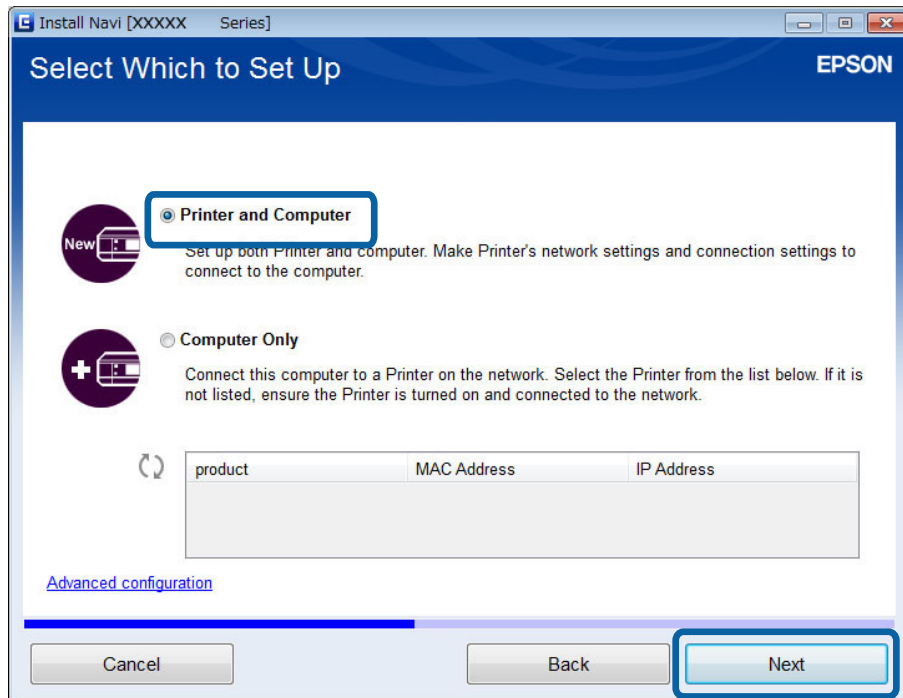 Install Navi [XXXXX Series]
Select Which to Set Up
EPSON
New
Printer and Computer
Set up both Printer and computer. Make Printer's network settings and connection settings to
connect to the computer.
Computer Only
Connect this computer to a Printer on the network. Select the Printer from the list below. If it is
not listed, ensure the Printer is turned on and connected to the network.
product MAC Address IP Address
Advanced configuration
Cancel Back Next